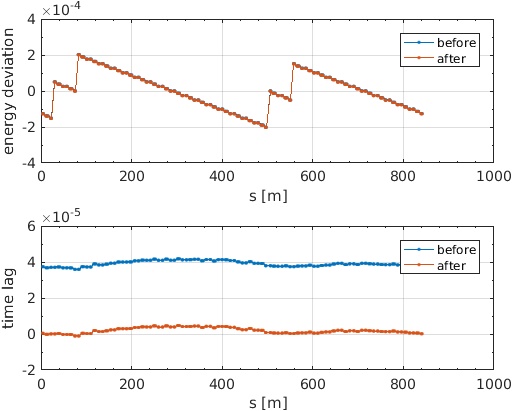 ×10⁻⁴
4
2
0
-2
-4
energy deviation
before
after
0 200 400 600 800 1000
s [m]
×10⁻⁵
6
4
2
0
-2
time lag
before
after
0 200 400 600 800 1000
s [m]